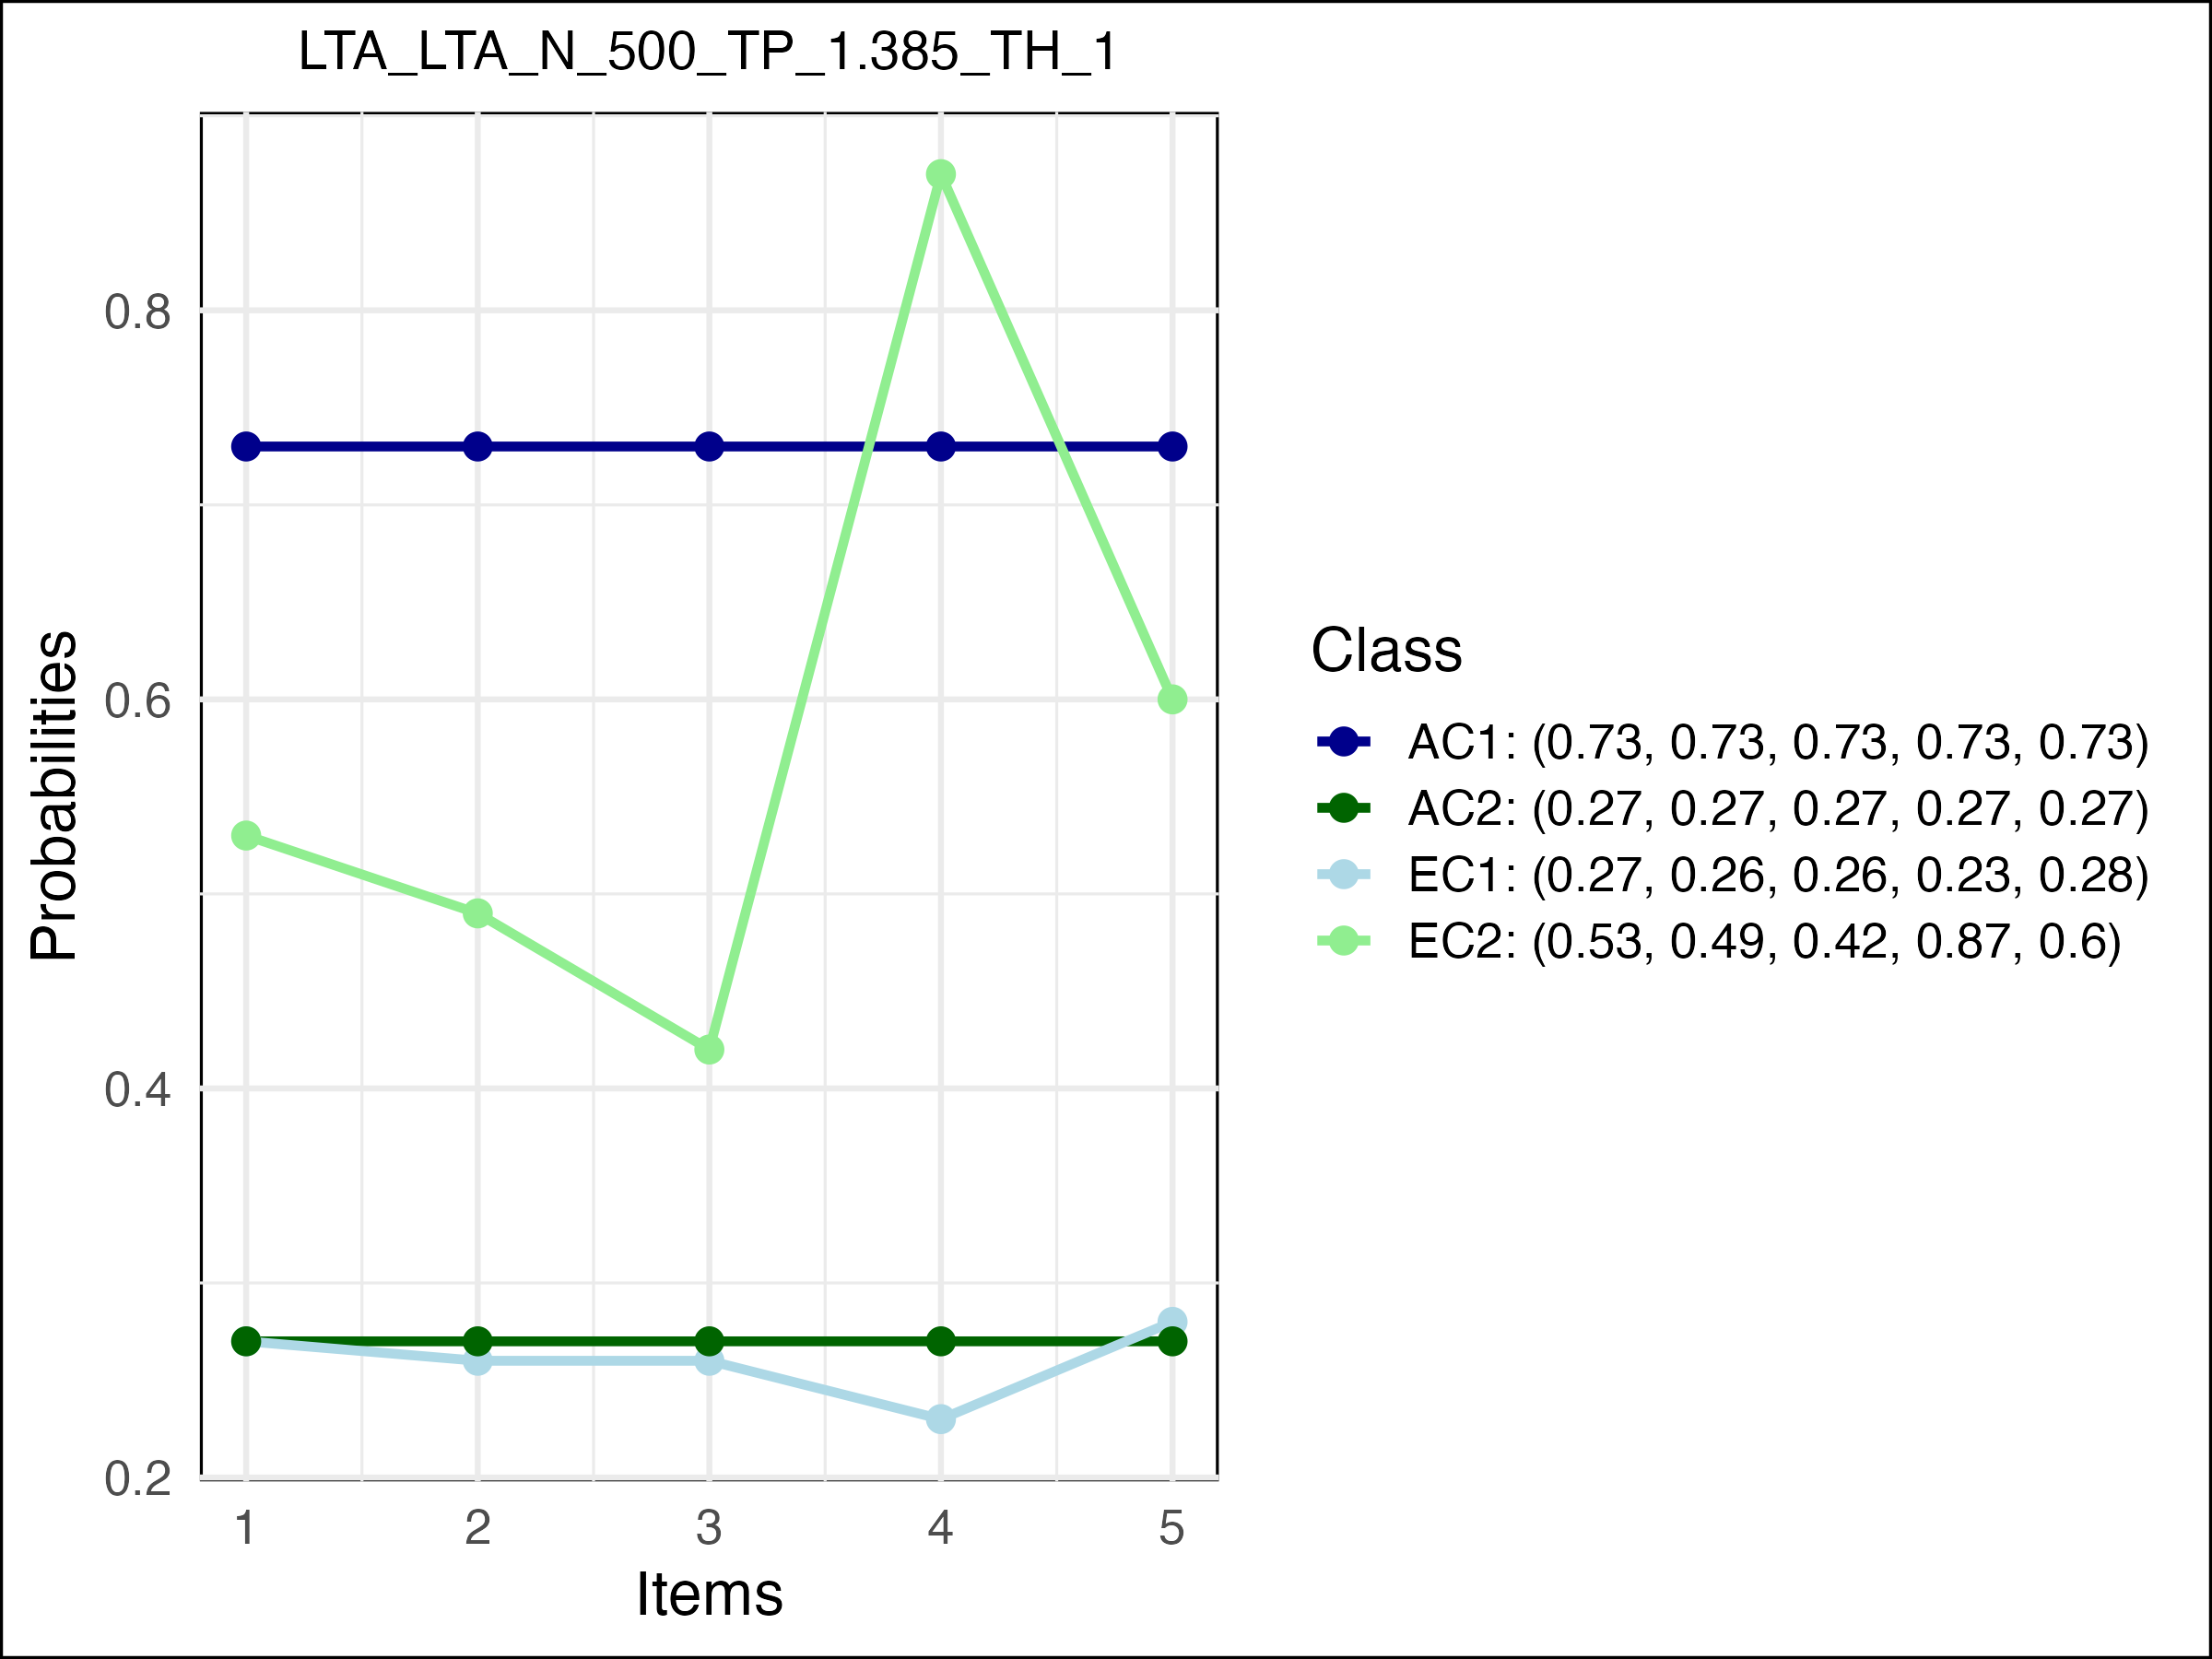 LTA_LTA_N_500_TP_1.385_TH_1
Probabilities
0.8
0.6
0.4
0.2
1 2 3 4 5
Items
Class
AC1: (0.73, 0.73, 0.73, 0.73, 0.73)
AC2: (0.27, 0.27, 0.27, 0.27, 0.27)
EC1: (0.27, 0.26, 0.26, 0.23, 0.28)
EC2: (0.53, 0.49, 0.42, 0.87, 0.6)